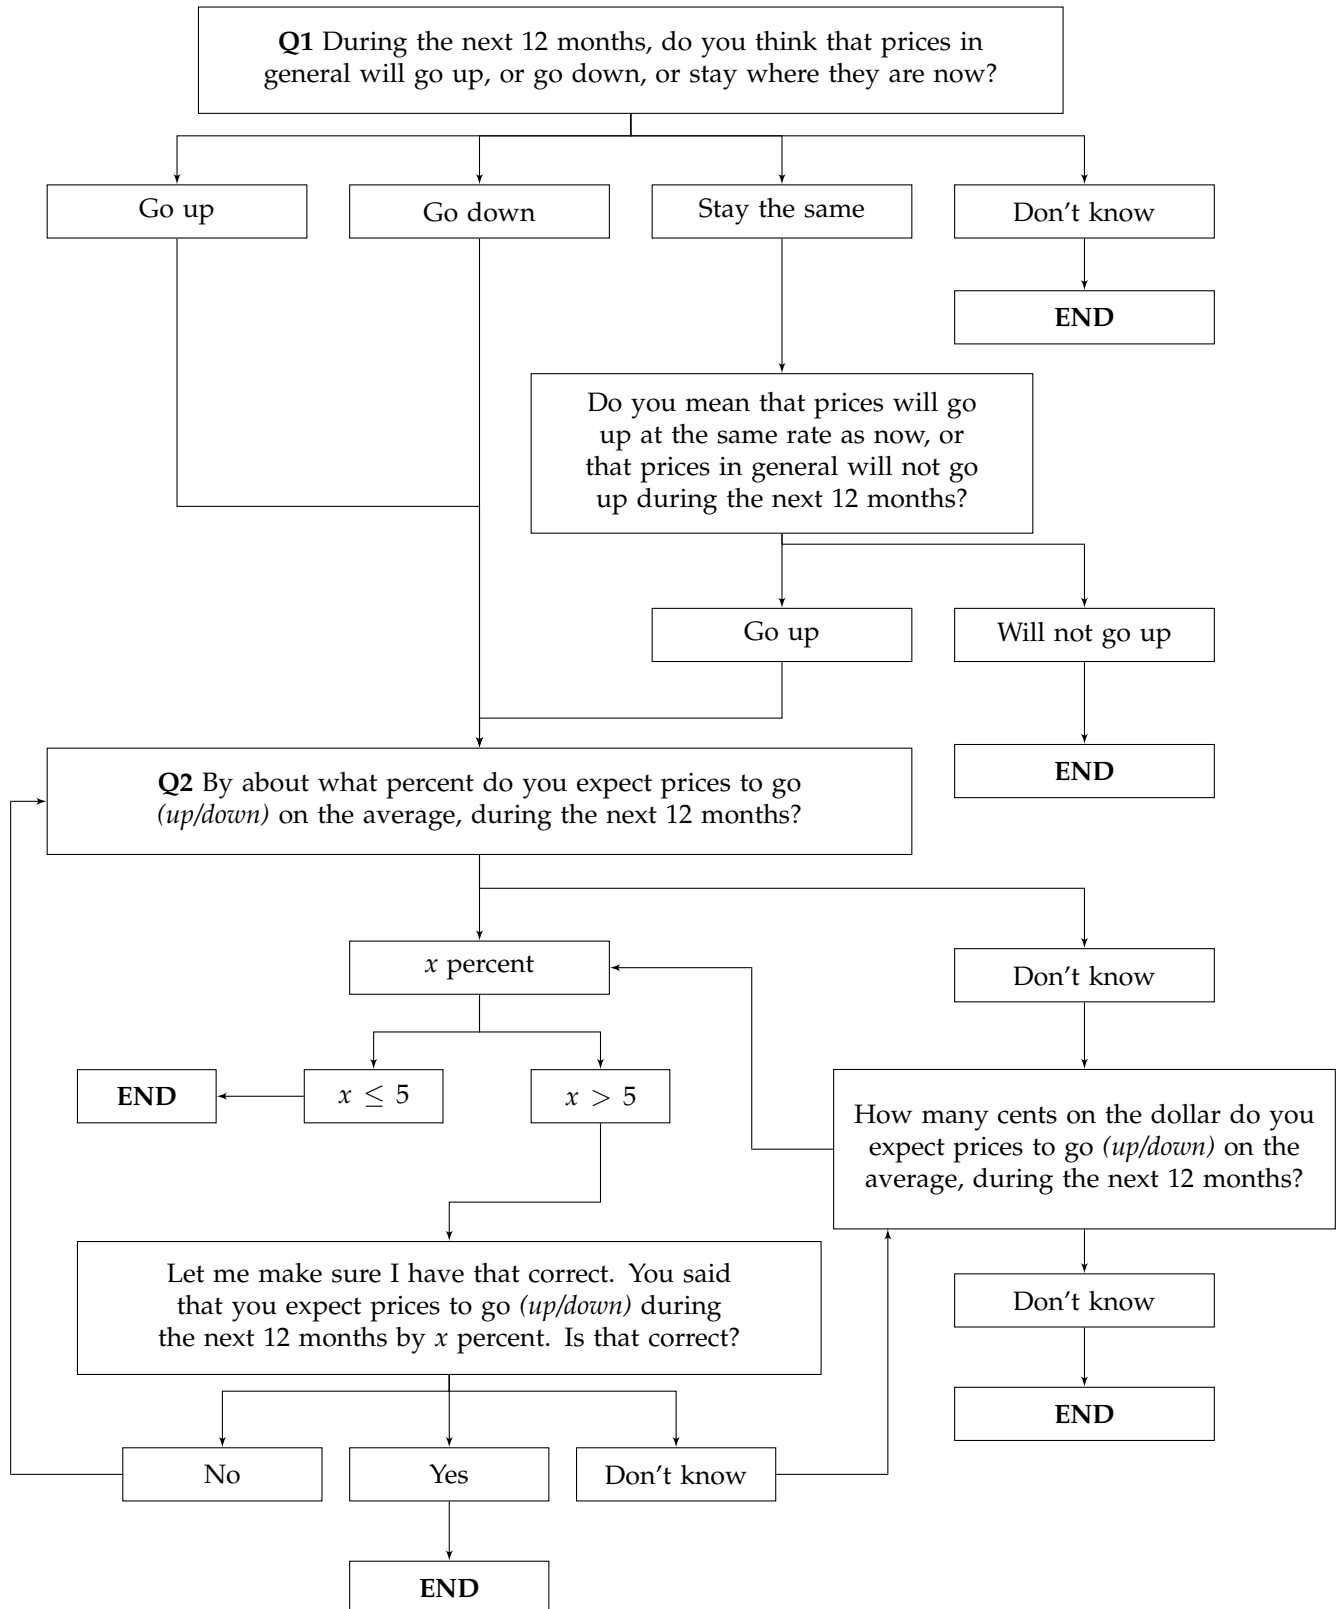 Q1 During the next 12 months, do you think that prices in
general will go up, or go down, or stay where they are now?
Go up
Go down
Stay the same
Don't know
END
Do you mean that prices will go
up at the same rate as now, or
that prices in general will not go
up during the next 12 months?
Go up
Will not go up
END
Q2 By about what percent do you expect prices to go
(up/down) on the average, during the next 12 months?
x percent
Don't know
END
x ≤ 5
x > 5
How many cents on the dollar do you
expect prices to go (up/down) on the
average, during the next 12 months?
Let me make sure I have that correct. You said
that you expect prices to go (up/down) during
the next 12 months by x percent. Is that correct?
Don't know
END
No
Yes
Don't know
END